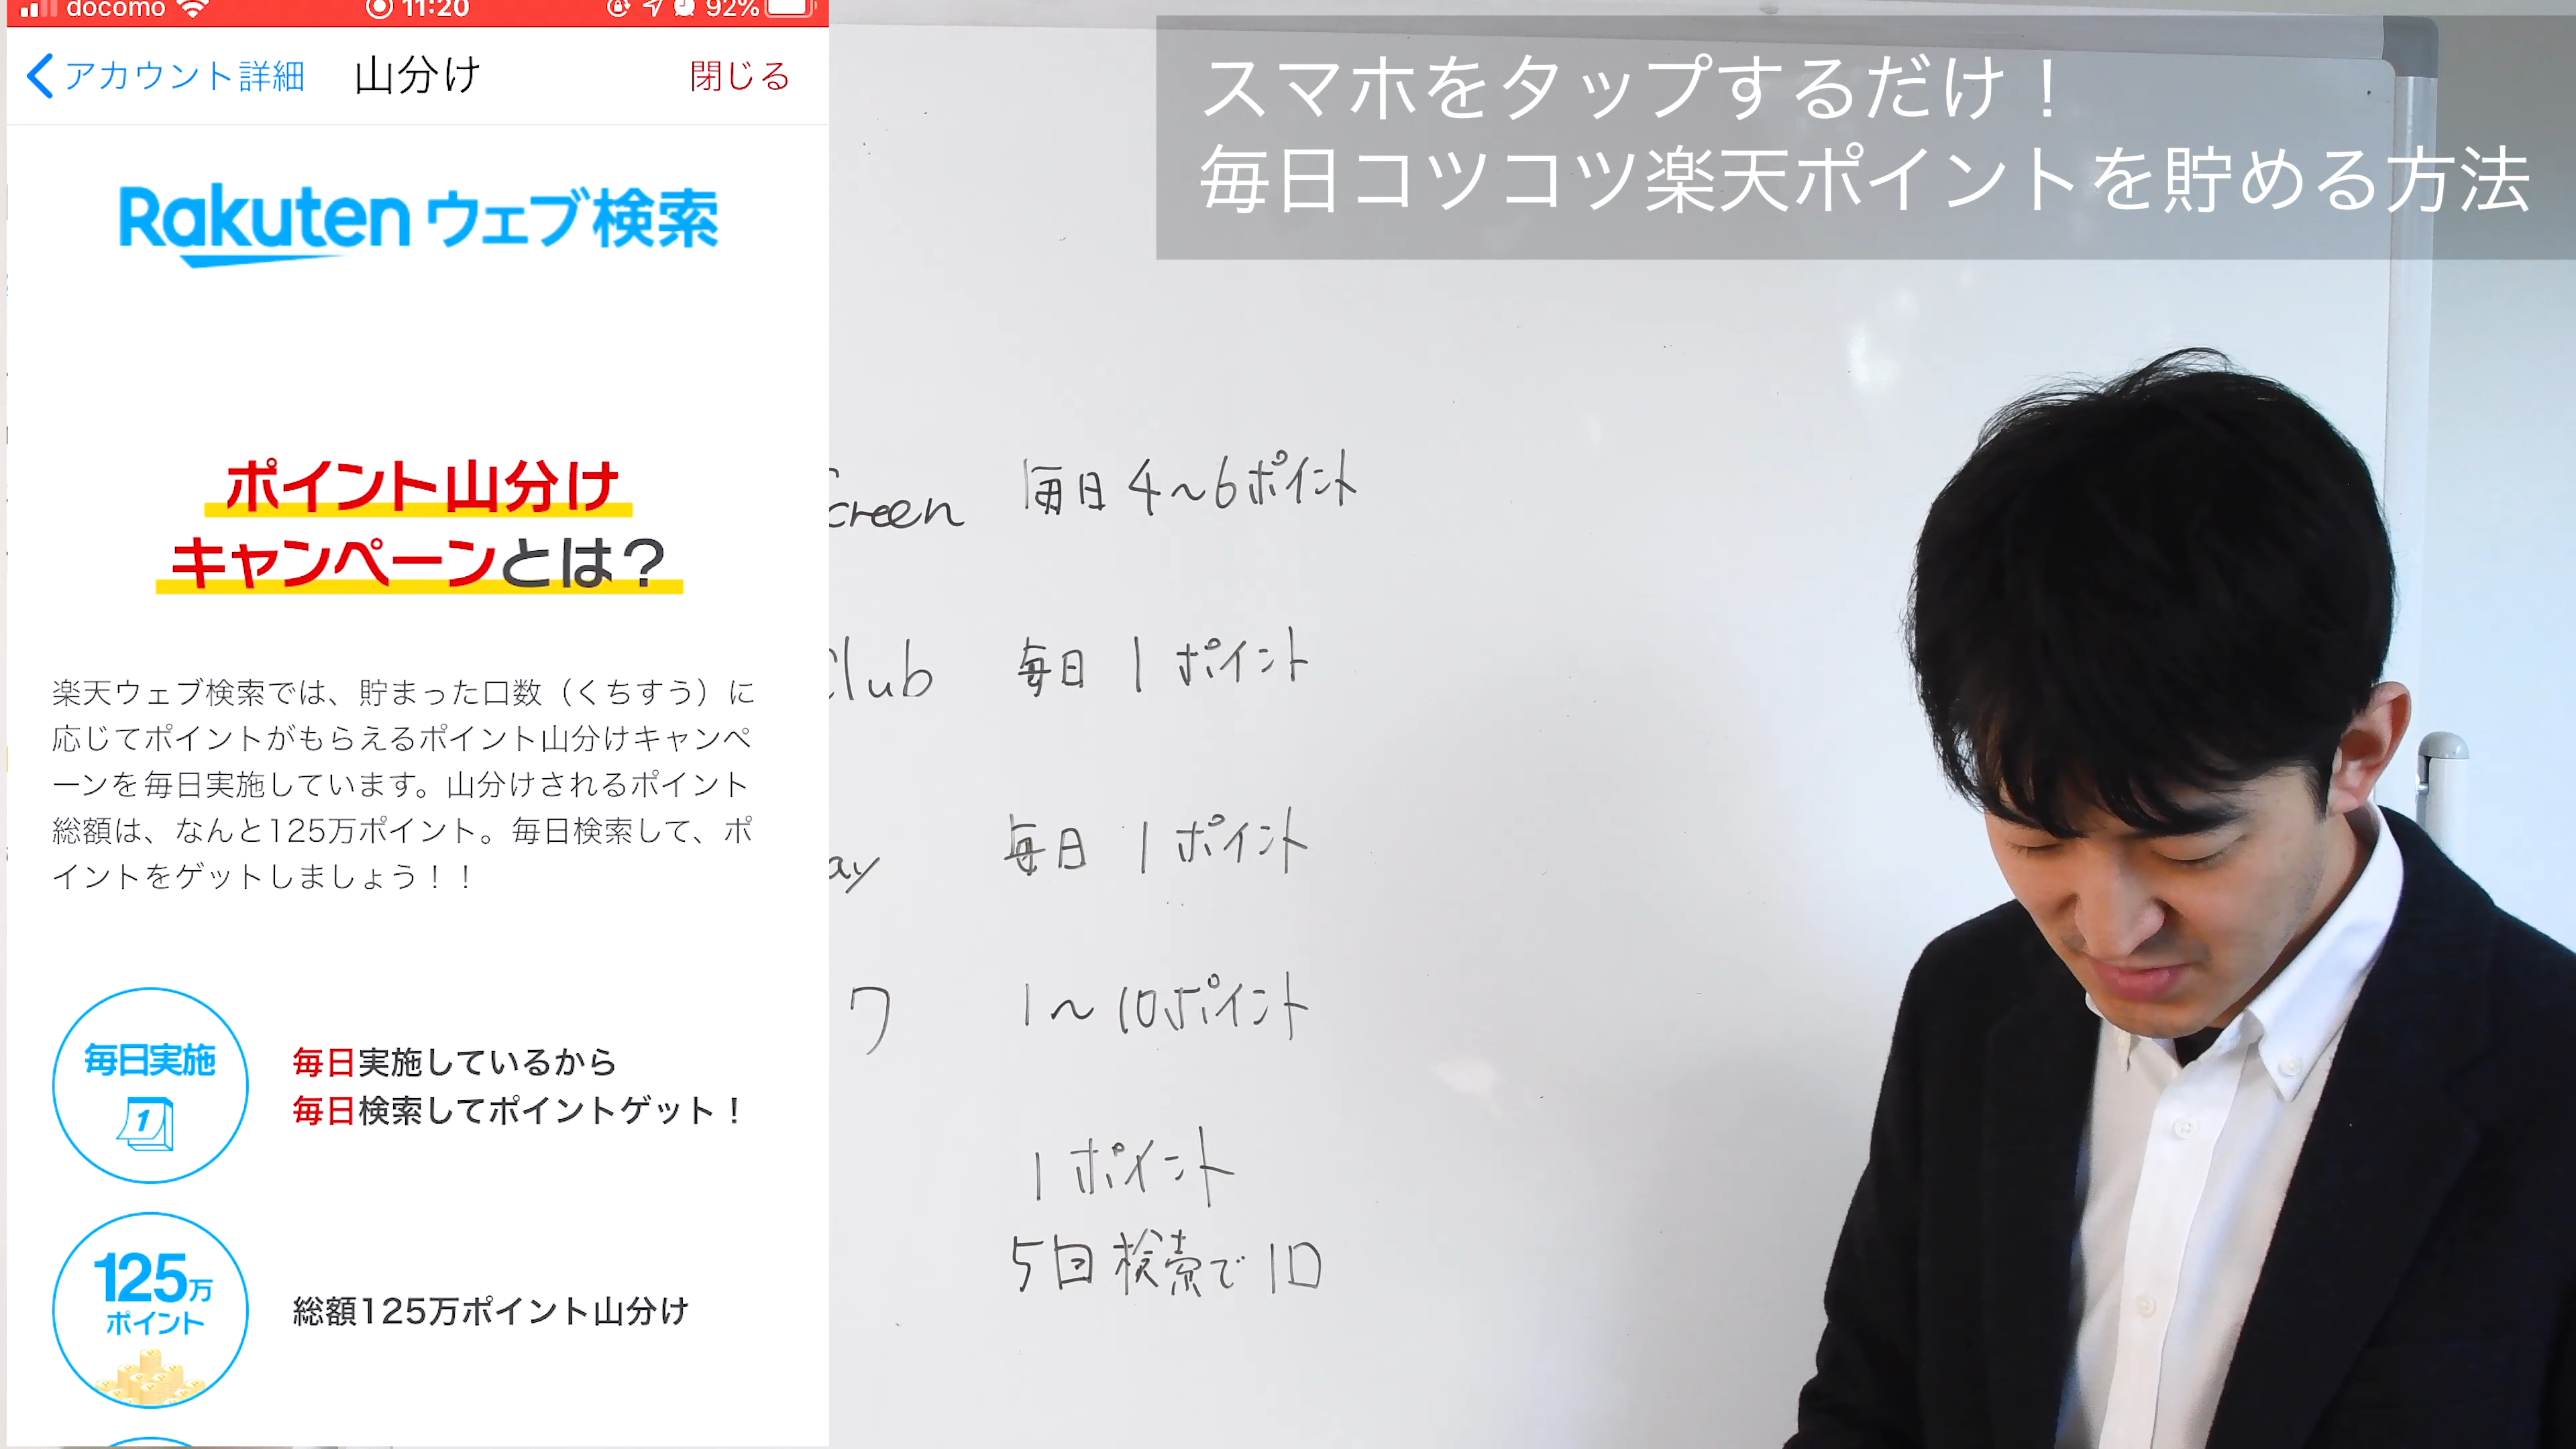 docomo 11:20 92%
アカウント詳細 山分け 閉じる
Rakuten ウェブ検索
ポイント山分け
キャンペーンとは？
楽天ウェブ検索では、貯まった口数（くちすう）に
応じてポイントがもらえるポイント山分けキャンペ
ーンを毎日実施しています。山分けされるポイント
総額は、なんと125万ポイント。毎日検索して、ポ
イントをゲットしましょう！！
毎日実施
1
毎日実施しているから
毎日検索してポイントゲット！
125万
ポイント
総額125万ポイント山分け
スマホをタップするだけ！
毎日コツコツ楽天ポイントを貯める方法
creen 毎日4～6ポイント
Club 毎日 1 ポイント
ay 毎日 1 ポイント
ワ 1～10ポイント
1 ポイント
5回検索で1口